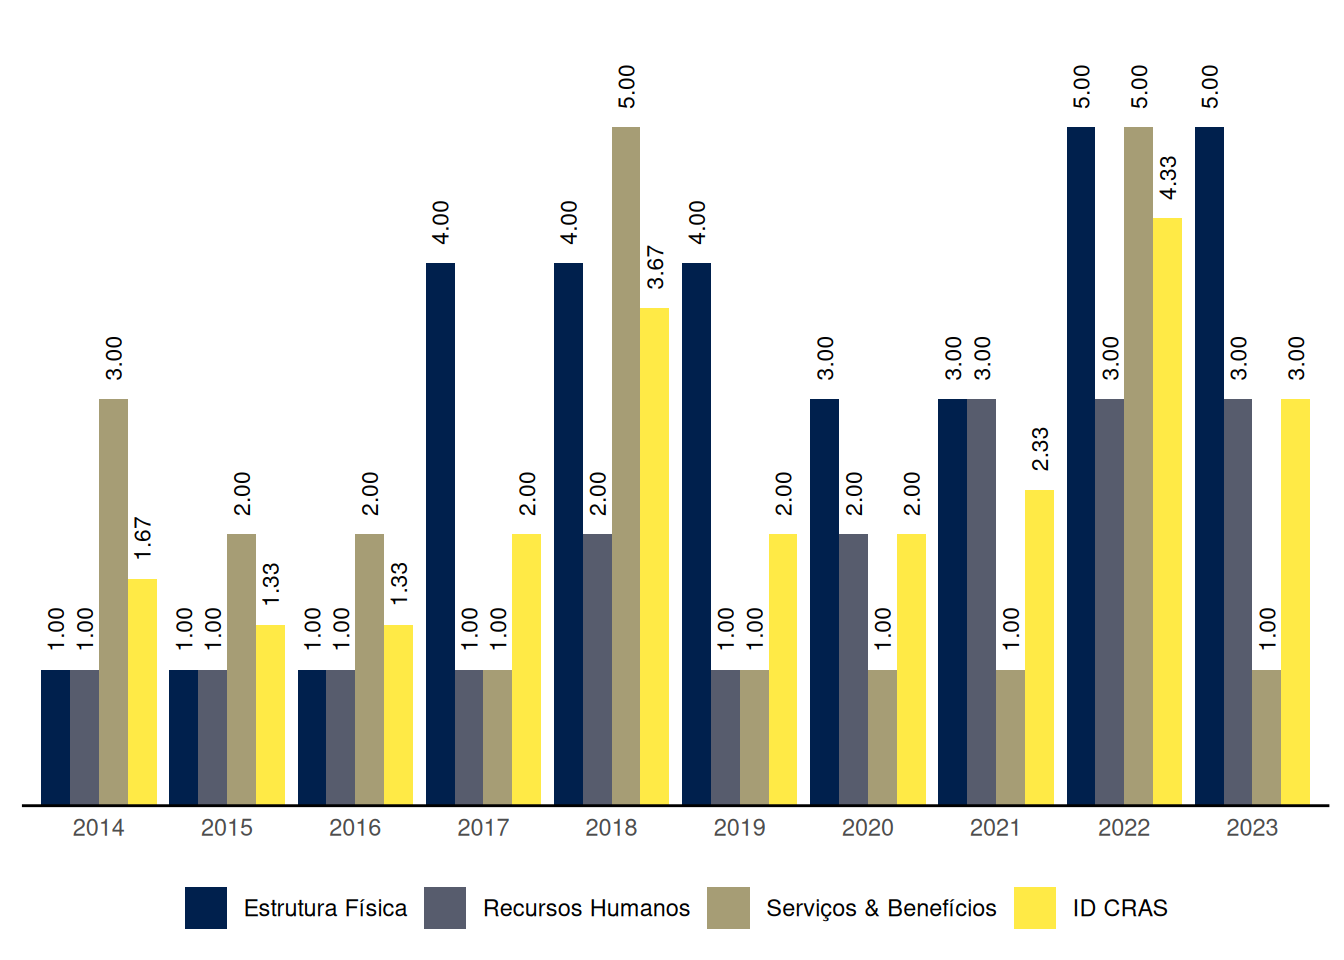 1.00 1.00 3.00 1.67 1.00 1.00 2.00 1.33 1.00 1.00 2.00 1.33 4.00 1.00 1.00 2.00 4.00 2.00 5.00 3.67 4.00 1.00 1.00 2.00 3.00 2.00 1.00 2.00 3.00 3.00 1.00 2.33 5.00 3.00 5.00 4.33 5.00 3.00 1.00 3.00
2014 2015 2016 2017 2018 2019 2020 2021 2022 2023
Estrutura Física Recursos Humanos Serviços & Benefícios ID CRAS